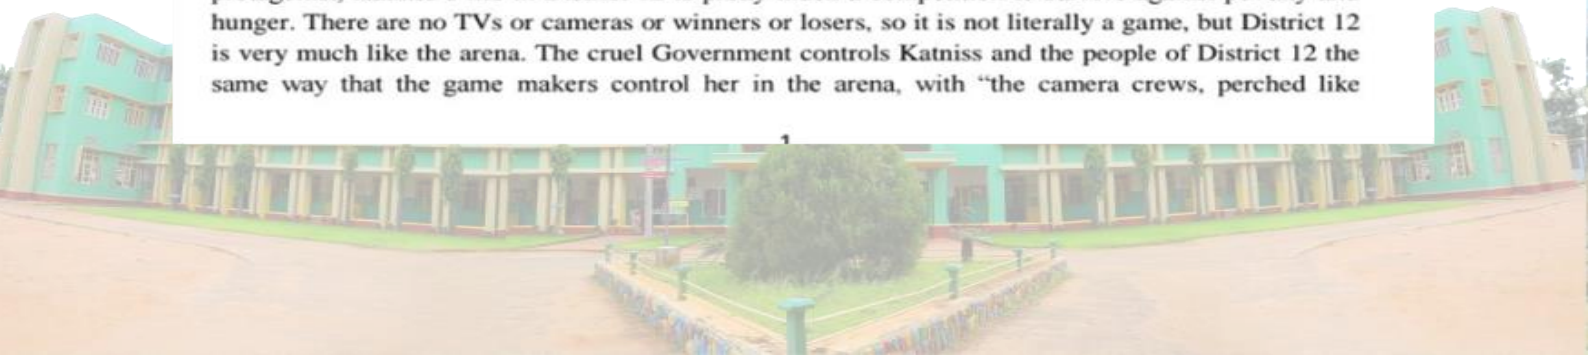 hunger. There are no TVs or cameras or winners or losers, so it is not literally a game, but District 12
is very much like the arena. The cruel Government controls Katniss and the people of District 12 the
same way that the game makers control her in the arena, with “the camera crews, perched like